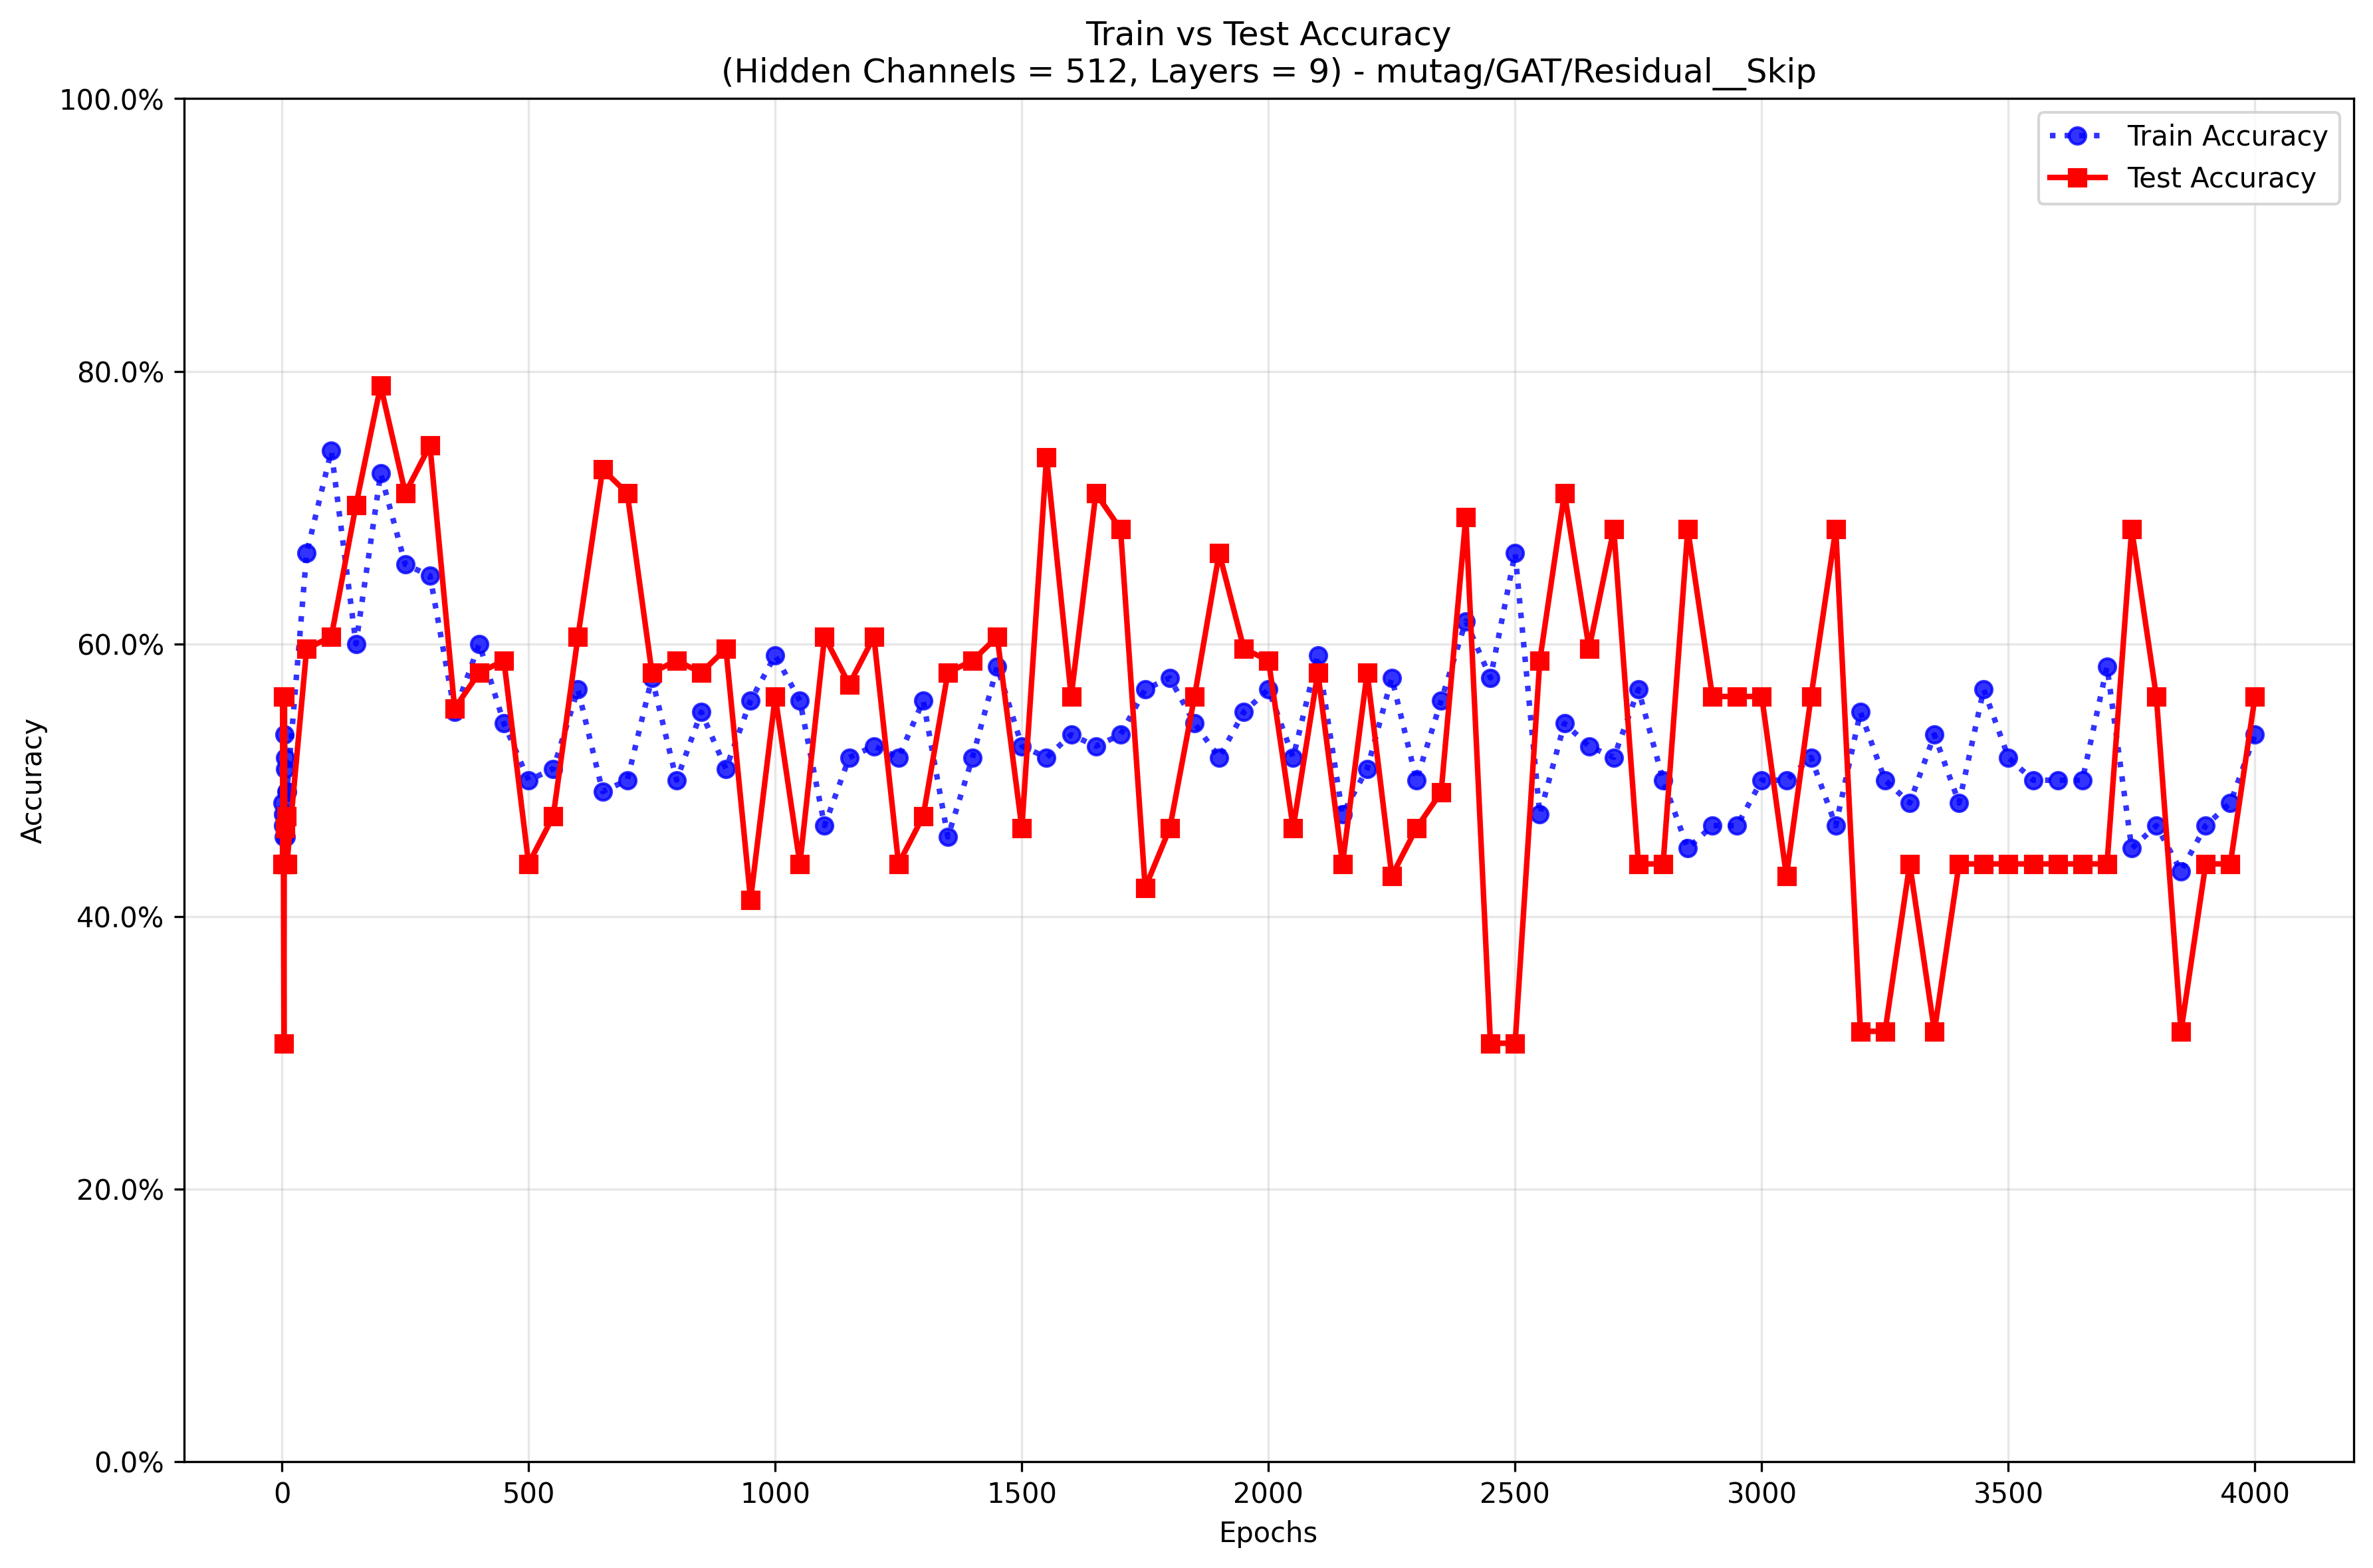 Train vs Test Accuracy
(Hidden Channels = 512, Layers = 9) - mutag/GAT/Residual__Skip
100.0%
80.0%
60.0%
40.0%
20.0%
0.0%
Accuracy
Train Accuracy
Test Accuracy
0
500
1000
1500
2000
2500
3000
3500
4000
Epochs